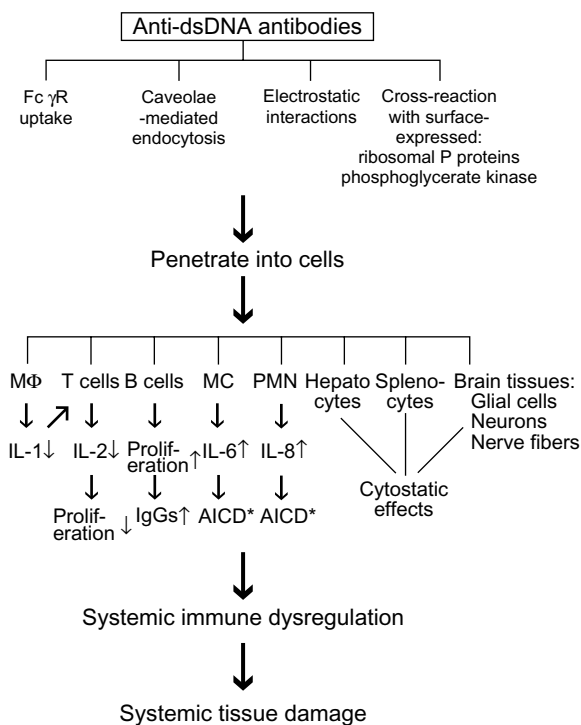 Anti-dsDNA antibodies
Fc γR
uptake
Caveolae
-mediated
endocytosis
Electrostatic
interactions
Cross-reaction
with surface-
expressed:
ribosomal P proteins
phosphoglycerate kinase
Penetrate into cells
MΦ
T cells
B cells
MC
PMN
Hepato
cytes
Spleno-
cytes
Brain tissues:
Glial cells
Neurons
Nerve fibers
IL-1↓
IL-2↓
Prolif-
eration↑
IL-6↑
IL-8↑
Cytostatic
effects
Prolif-
eration↓
IgGs↑
AICD*
AICD*
Systemic immune dysregulation
Systemic tissue damage